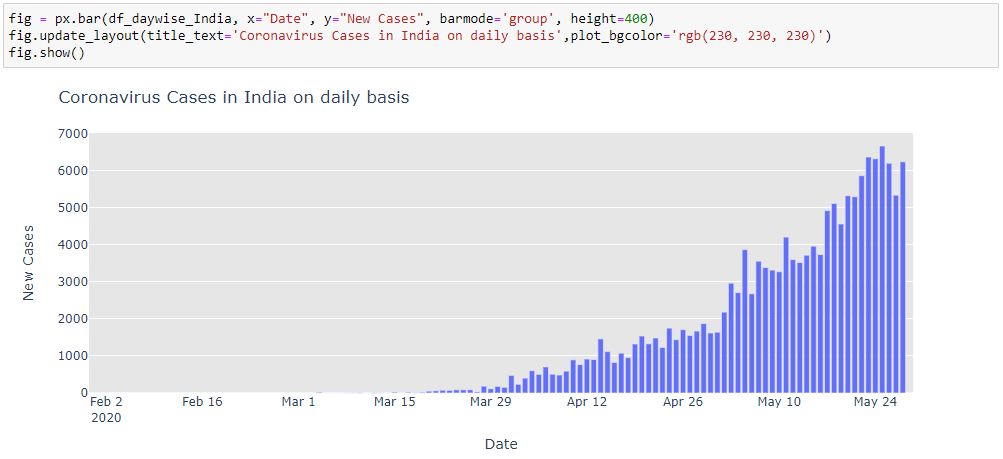 fig = px.bar(df_daywise_India, x="Date", y="New Cases", barmode='group', height=400)
fig.update_layout(title_text='Coronavirus Cases in India on daily basis',plot_bgcolor='rgb(230, 230, 230)')
fig.show()
Coronavirus Cases in India on daily basis
7000
6000
5000
4000
3000
2000
1000
0
New Cases
Feb 2 Feb 16 Mar 1 Mar 15 Mar 29 Apr 12 Apr 26 May 10 May 24
2020
Date